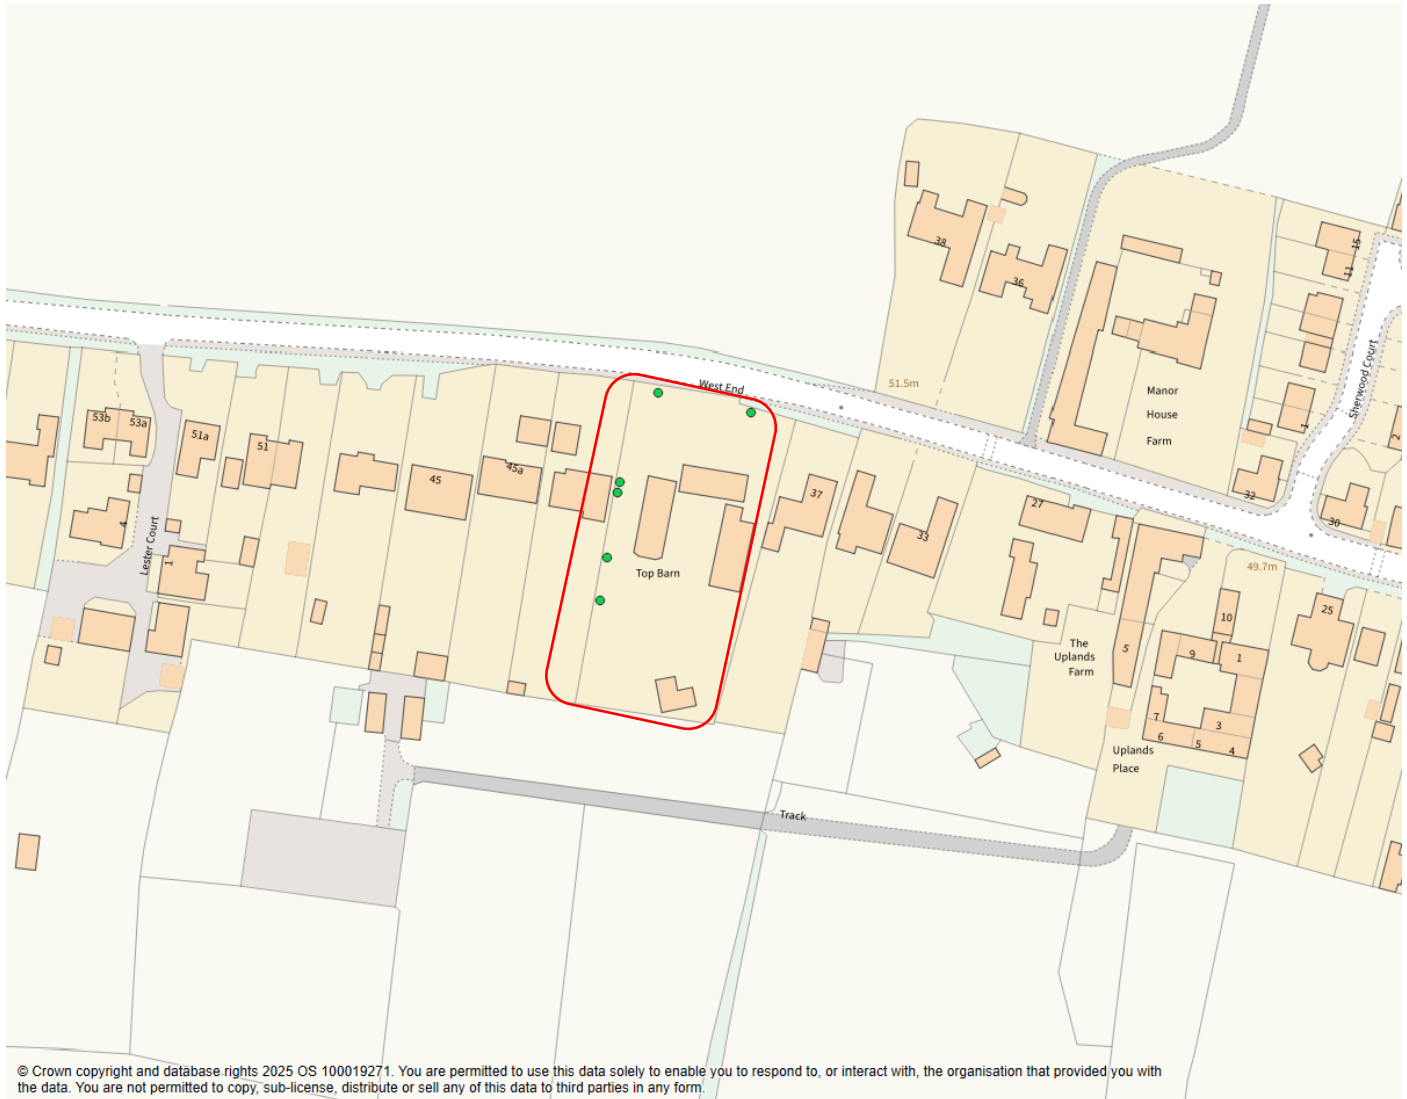 38
36
15
11
Manor
House
Farm
Sherwood Court
1
2
32
30
West End
51.5m
53b
53a
51a
51
45
45a
37
33
27
4
1
Lester Court
Top Barn
49.7m
25
10
5
9
1
The
Uplands
Farm
7
6
3
5
4
Uplands
Place
Track
© Crown copyright and database rights 2025 OS 100019271. You are permitted to use this data solely to enable you to respond to, or interact with, the organisation that provided you with
the data. You are not permitted to copy, sub-license, distribute or sell any of this data to third parties in any form.